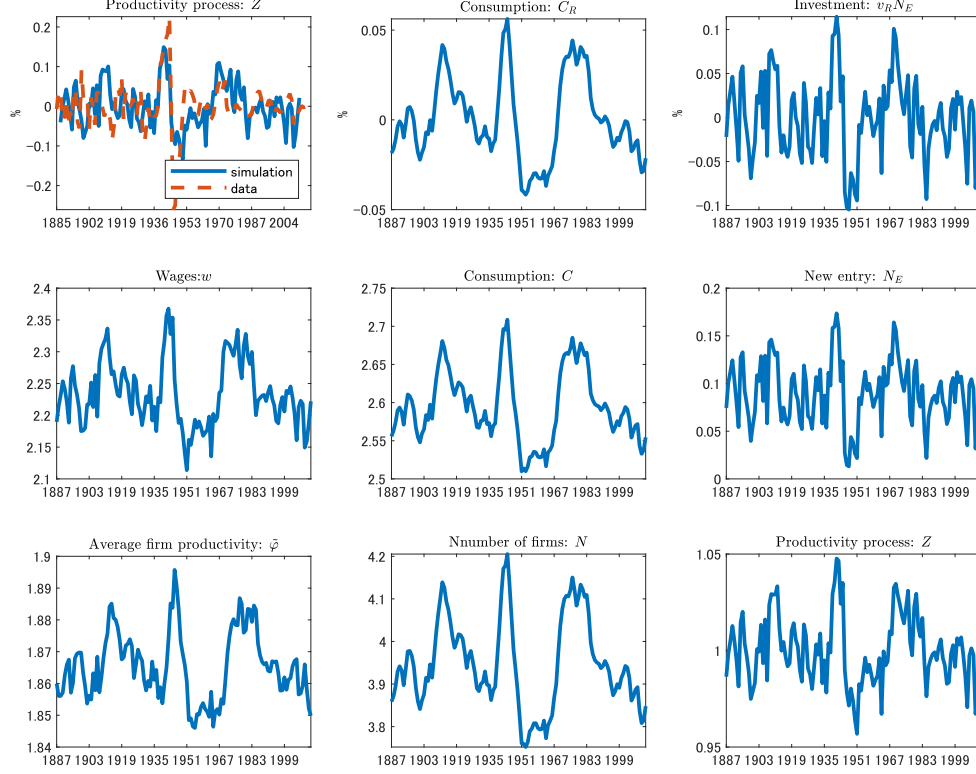 Productivity process: Z
Consumption: C_R
Investment: v_R N_E
%
0.2
0.1
0
−0.1
−0.2
simulation
data
1885 1902 1919 1936 1953 1970 1987 2004
%
0.05
0
−0.05
1887 1903 1919 1935 1951 1967 1983 1999
%
0.1
0.05
0
−0.05
−0.1
1887 1903 1919 1935 1951 1967 1983 1999
Wages:w
Consumption: C
New entry: N_E
2.4
2.35
2.3
2.25
2.2
2.15
2.1
1887 1903 1919 1935 1951 1967 1983 1999
2.75
2.7
2.65
2.6
2.55
2.5
1887 1903 1919 1935 1951 1967 1983 1999
0.2
0.15
0.1
0.05
0
1887 1903 1919 1935 1951 1967 1983 1999
Average firm productivity: φ̃
Nnumber of firms: N
Productivity process: Z
1.9
1.89
1.88
1.87
1.86
1.85
1.84
1887 1903 1919 1935 1951 1967 1983 1999
4.2
4.1
4
3.9
3.8
1887 1903 1919 1935 1951 1967 1983 1999
1.05
1
0.95
1887 1903 1919 1935 1951 1967 1983 1999